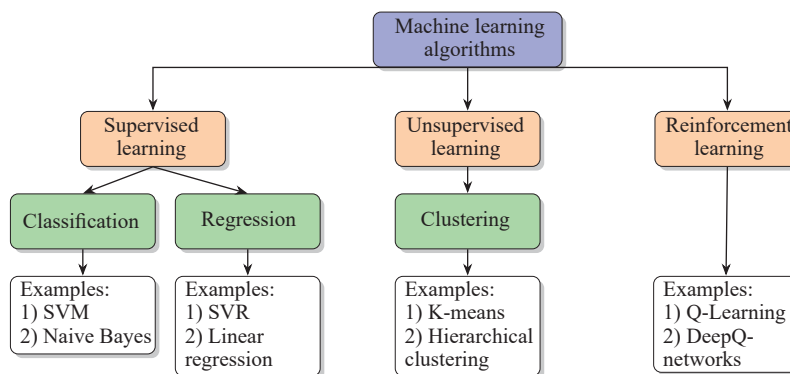 Machine learning
algorithms
Supervised
learning
Unsupervised
learning
Reinforcement
learning
Classification
Regression
Clustering
Examples:
1) SVM
2) Naive Bayes
Examples:
1) SVR
2) Linear
regression
Examples:
1) K-means
2) Hierarchical
clustering
Examples:
1) Q-Learning
2) DeepQ-
networks